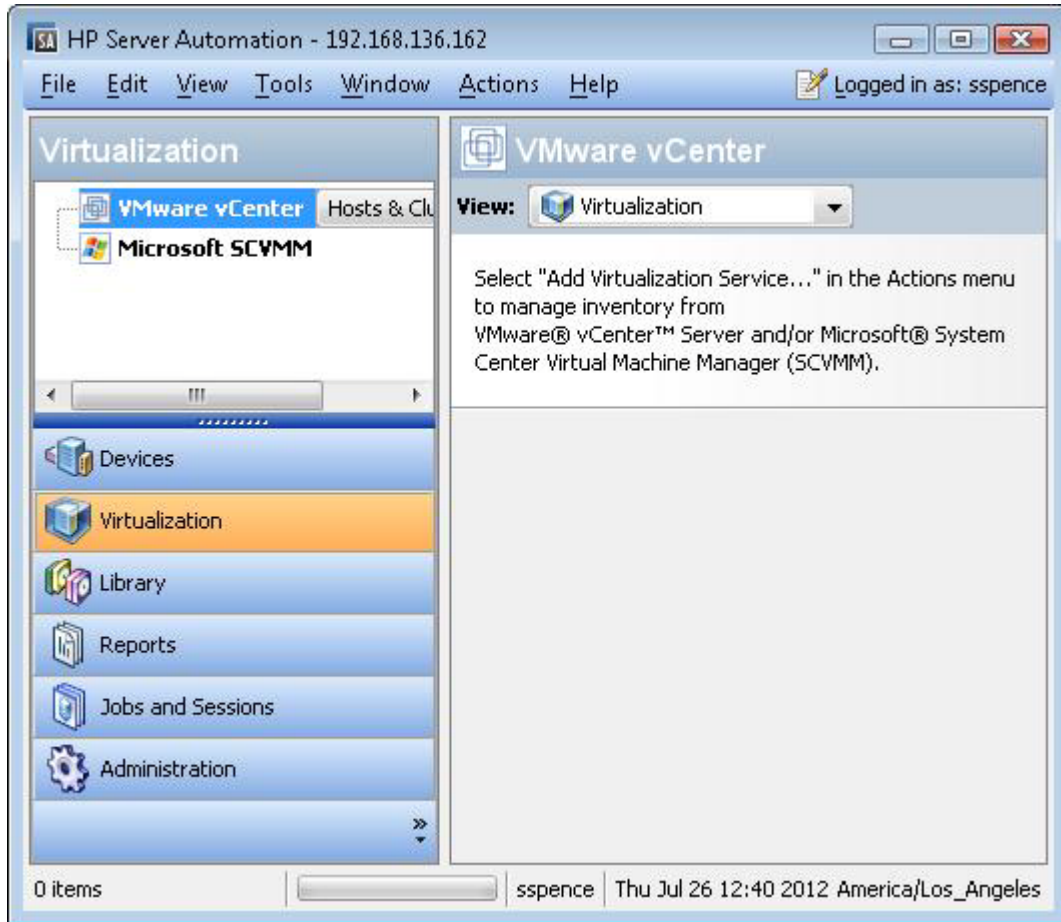 SA HP Server Automation - 192.168.136.162
File Edit View Tools Window Actions Help Logged in as: sspence
Virtualization
VMware vCenter Hosts & Clu
Microsoft SCVMM
Devices
Virtualization
Library
Reports
Jobs and Sessions
Administration
VMware vCenter
View: Virtualization
Select "Add Virtualization Service..." in the Actions menu
to manage inventory from
VMware® vCenter™ Server and/or Microsoft® System
Center Virtual Machine Manager (SCVMM).
0 items sspence Thu Jul 26 12:40 2012 America/Los_Angeles